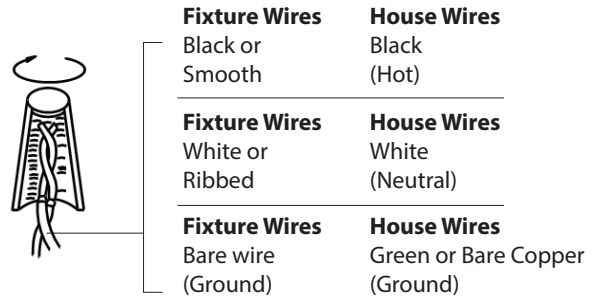 Fixture Wires House Wires
Black or Black
Smooth (Hot)
Fixture Wires House Wires
White or White
Ribbed (Neutral)
Fixture Wires House Wires
Bare wire Green or Bare Copper
(Ground) (Ground)